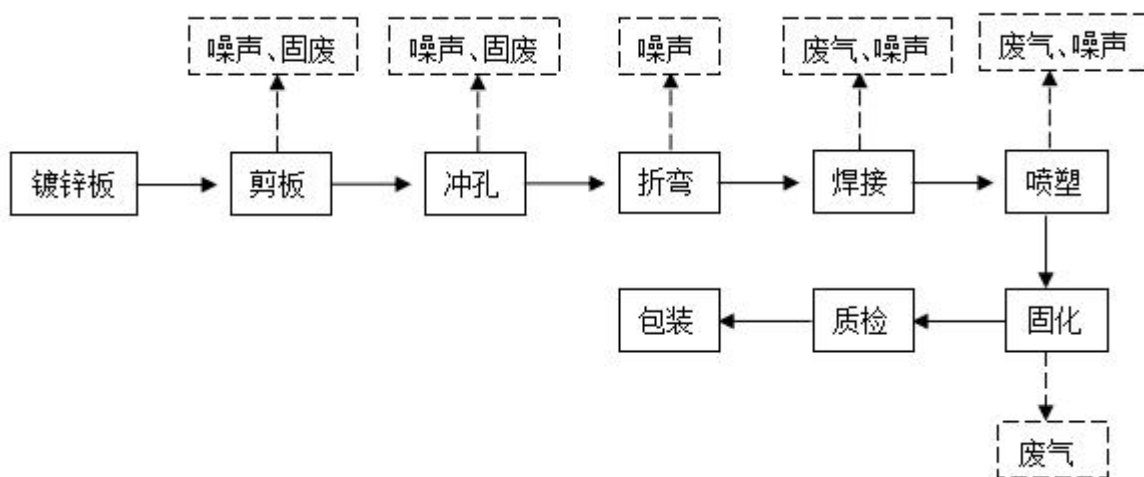 噪声、固废
噪声、固废
噪声
废气、噪声
废气、噪声
镀锌板
剪板
冲孔
折弯
焊接
喷塑
包装
质检
固化
废气